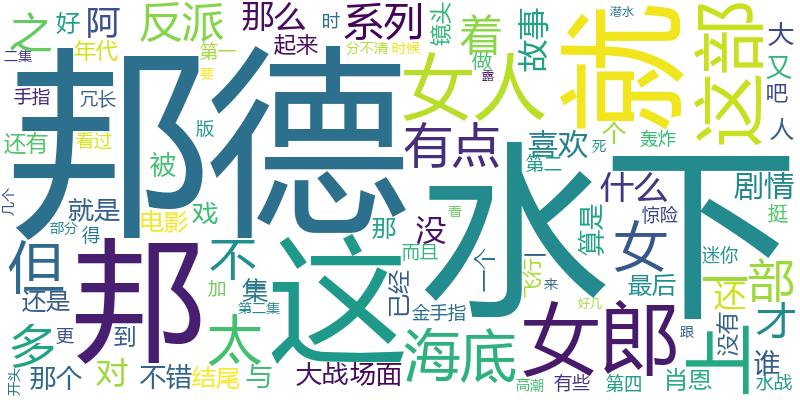 之 好 阿 反派 那么 系列 镜头 着 故事 时 潜水 就 这部 大
二集 年代 第一 起来 分不清 时候 做 又
手指 冗长 要 女人 露 吧 人
还有 看过 版 邦德 有点 喜欢 个 轰炸
被 第二 死
几个 就是 电影 戏 水下 什么 剧情
部分 得 那 没 算是 惊险 挺
但 邦 不 这 而且 一个 女 迷你
还是 加 集 已经 飞行 看 来 最后 上 还 部
第二集 金手指 好几
多 更 到 太 海底 女郎 没有 才
跟 谁
开头 那个 对 不错 结尾 与 大战 场面 高潮 有些 第四 肖恩 水战